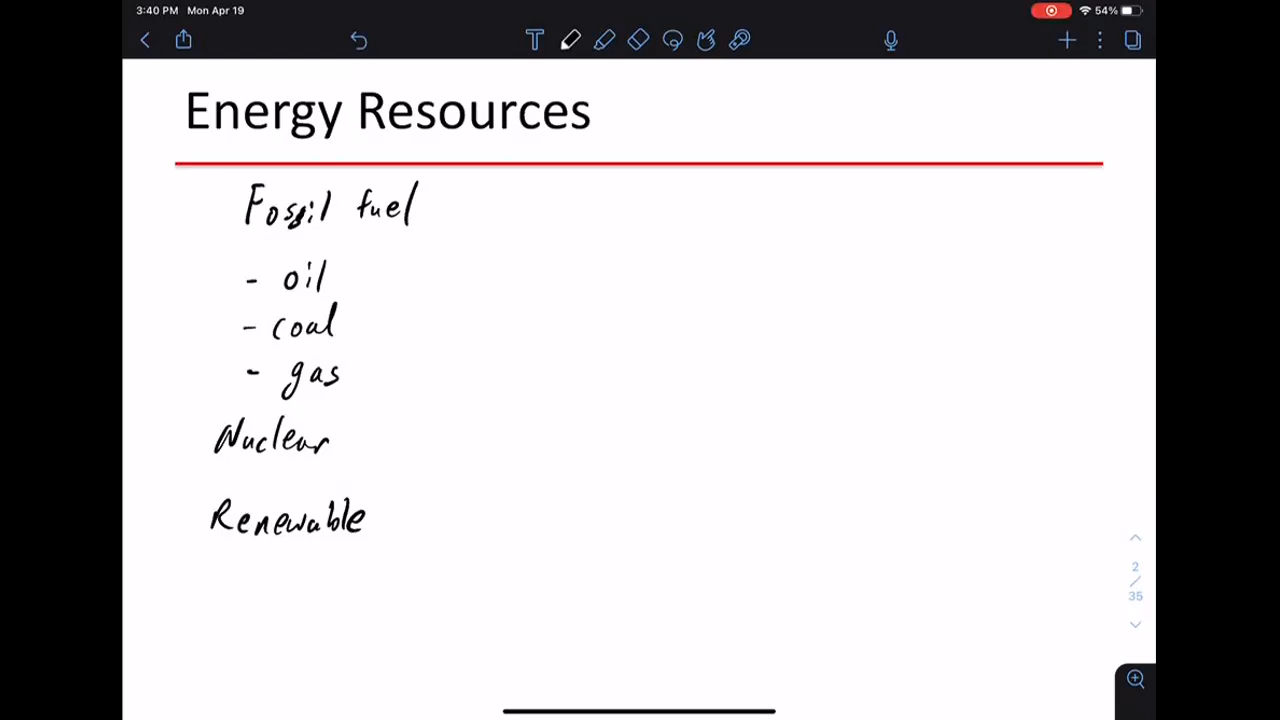 3:40 PM Mon Apr 19
54%
Energy Resources
Fossil fuel
- oil
- coal
- gas
Nuclear
Renewable
2
/
35